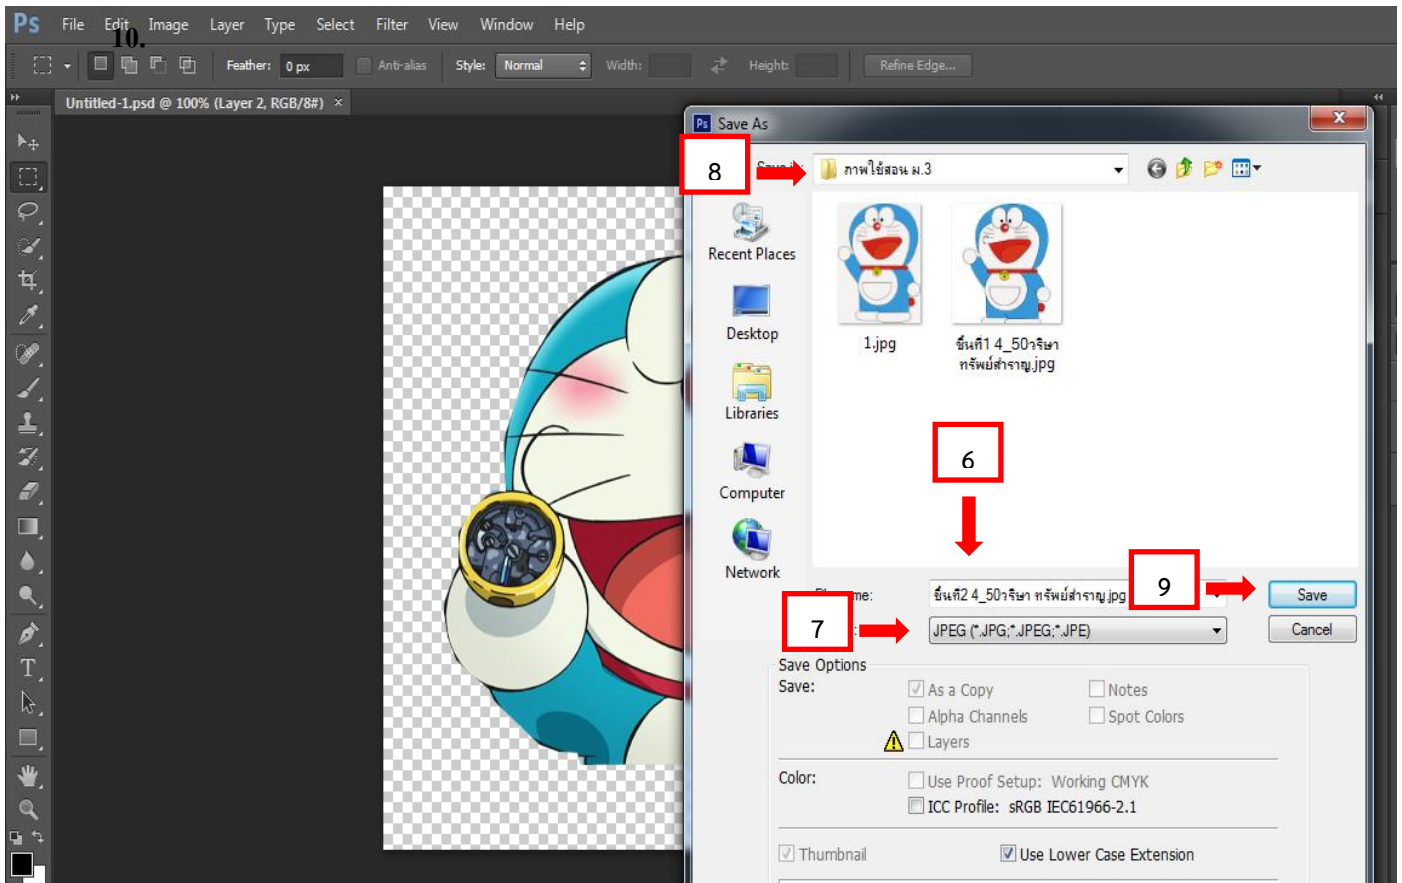 Ps File Edit Image Layer Type Select Filter View Window Help
10.
Feather: 0 px Anti-alias Style: Normal Width: Height: Refine Edge...
Untitled-1.psd @ 100% (Layer 2, RGB/8#) ×
Ps Save As
8
ภาพใช้สอน ม.3
Recent Places
Desktop
Libraries
Computer
Network
1.jpg
ชิ้นที่1 4_50วริษา
ทรัพย์สำราญ.jpg
6
ชิ้นที่2 4_50วริษา ทรัพย์สำราญ.jpg
9
Save
7
JPEG (*.JPG;*.JPEG;*.JPE)
Cancel
Save Options
Save:
As a Copy
Notes
Alpha Channels
Spot Colors
Layers
Color:
Use Proof Setup: Working CMYK
ICC Profile: sRGB IEC61966-2.1
Thumbnail
Use Lower Case Extension
T